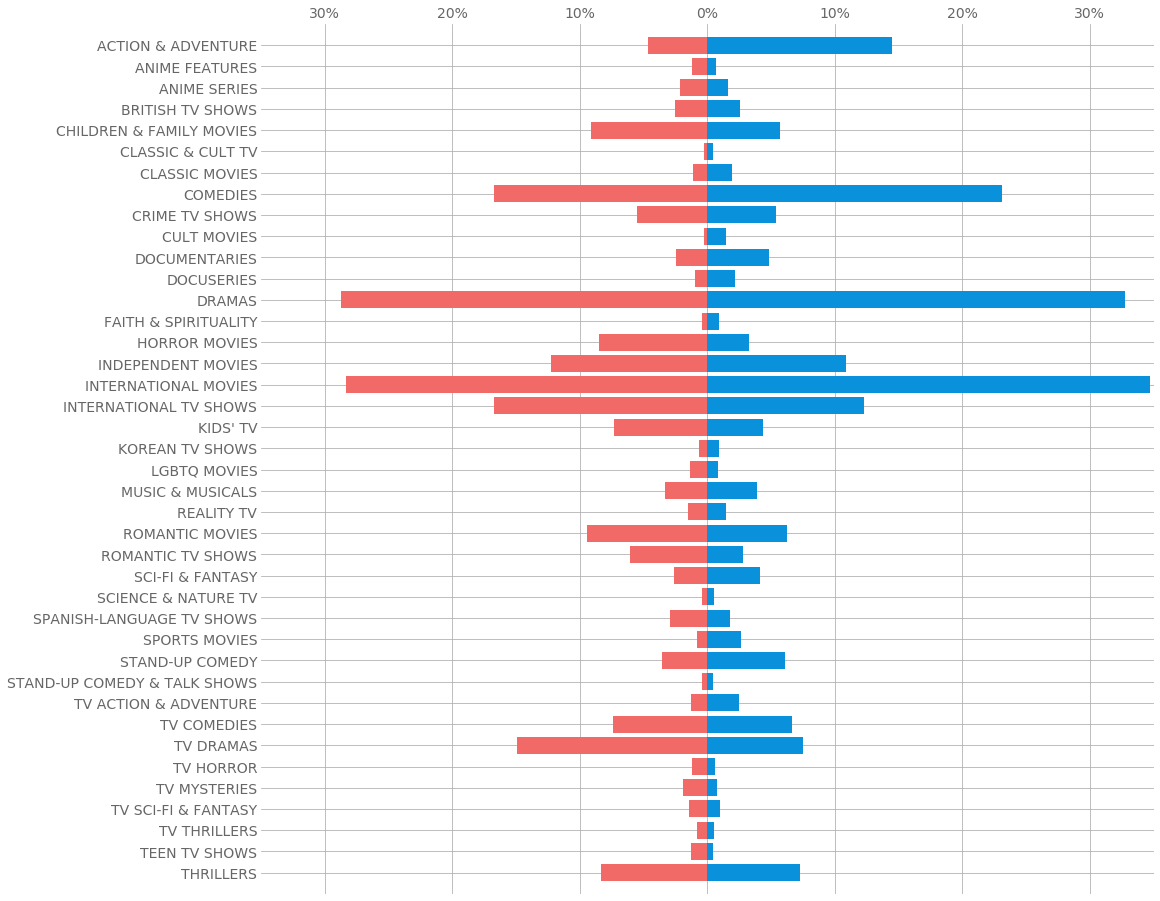 30% 20% 10% 0% 10% 20% 30%
ACTION & ADVENTURE
ANIME FEATURES
ANIME SERIES
BRITISH TV SHOWS
CHILDREN & FAMILY MOVIES
CLASSIC & CULT TV
CLASSIC MOVIES
COMEDIES
CRIME TV SHOWS
CULT MOVIES
DOCUMENTARIES
DOCUSERIES
DRAMAS
FAITH & SPIRITUALITY
HORROR MOVIES
INDEPENDENT MOVIES
INTERNATIONAL MOVIES
INTERNATIONAL TV SHOWS
KIDS' TV
KOREAN TV SHOWS
LGBTQ MOVIES
MUSIC & MUSICALS
REALITY TV
ROMANTIC MOVIES
ROMANTIC TV SHOWS
SCI-FI & FANTASY
SCIENCE & NATURE TV
SPANISH-LANGUAGE TV SHOWS
SPORTS MOVIES
STAND-UP COMEDY
STAND-UP COMEDY & TALK SHOWS
TV ACTION & ADVENTURE
TV COMEDIES
TV DRAMAS
TV HORROR
TV MYSTERIES
TV SCI-FI & FANTASY
TV THRILLERS
TEEN TV SHOWS
THRILLERS